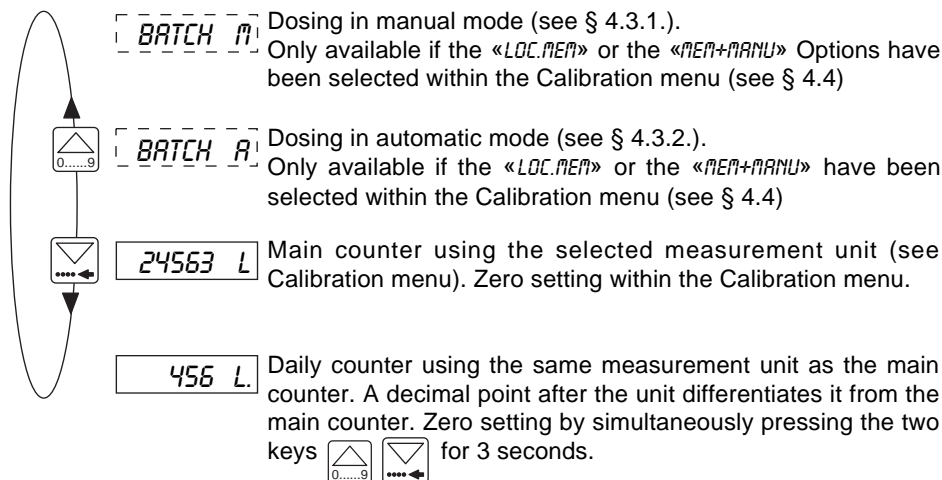 BATCH M
Dosing in manual mode (see § 4.3.1.).
Only available if the «LOC.MEM» or the «MEM+MANU» Options have
been selected within the Calibration menu (see § 4.4)
0......9
BATCH A
Dosing in automatic mode (see § 4.3.2.).
Only available if the «LOC.MEM» or the «MEM+MANU» have been
selected within the Calibration menu (see § 4.4)
24563 L
Main counter using the selected measurement unit (see
Calibration menu). Zero setting within the Calibration menu.
456 L.
Daily counter using the same measurement unit as the main
counter. A decimal point after the unit differentiates it from the
main counter. Zero setting by simultaneously pressing the two
keys for 3 seconds.
0......9